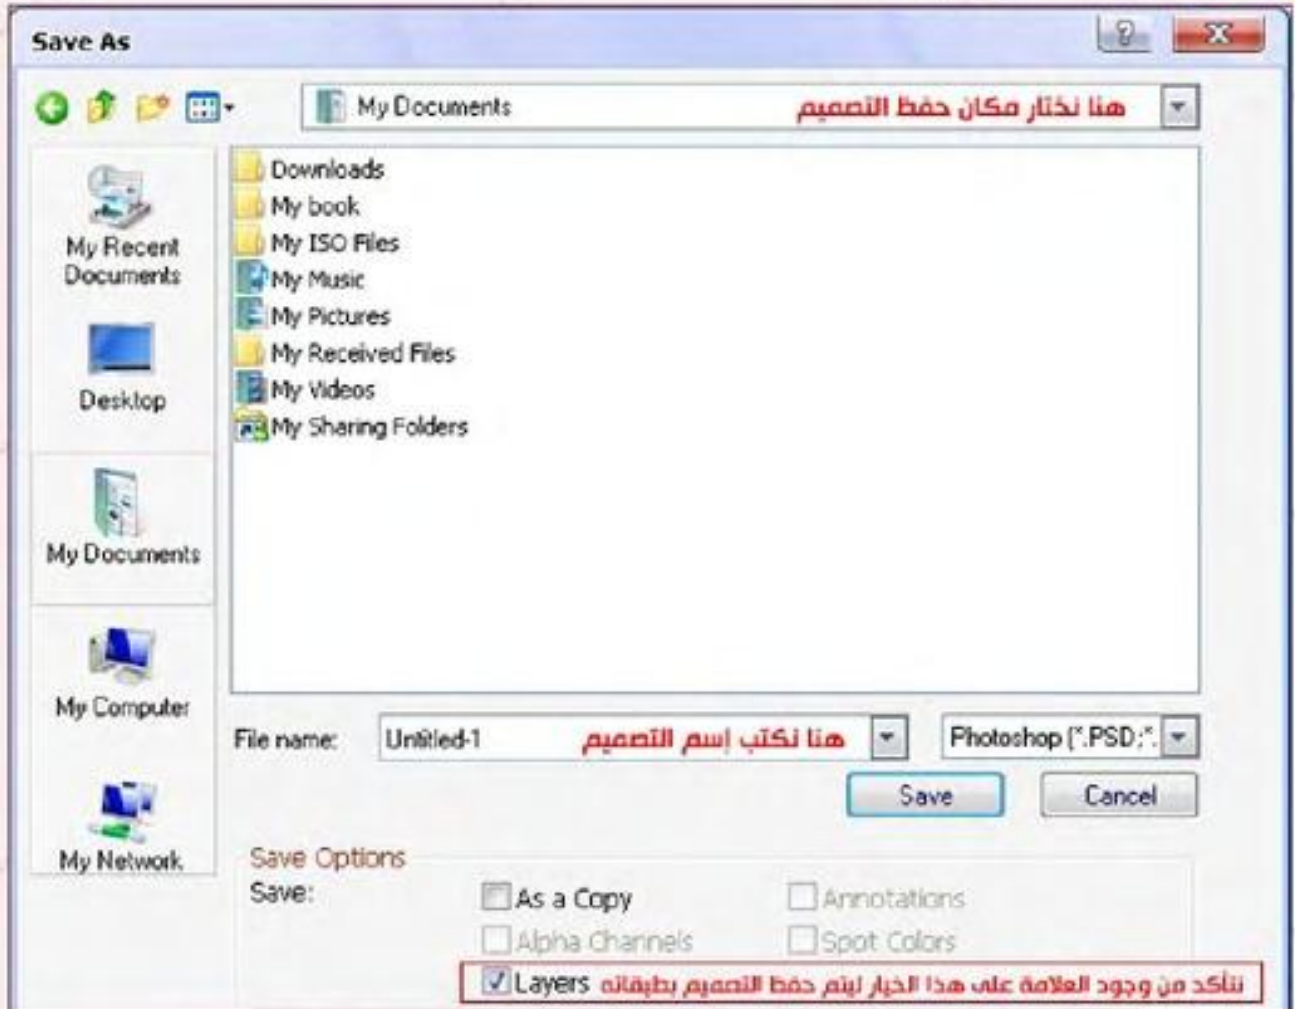 Save As
My Documents هنا نختار مكان حفظ التصميم
My Recent
Documents
Desktop
My Documents
My Computer
My Network
Downloads
My book
My ISO Files
My Music
My Pictures
My Received Files
My Videos
My Sharing Folders
File name: Untitled-1 هنا نكتب إسم التصميم Photoshop (*.PSD;*.
Save Cancel
Save Options
Save: As a Copy Annotations
Alpha Channels Spot Colors
Layers نتأكد من وجود العلامة على هذا الخيار ليتم حفظ التصميم بطبقاته